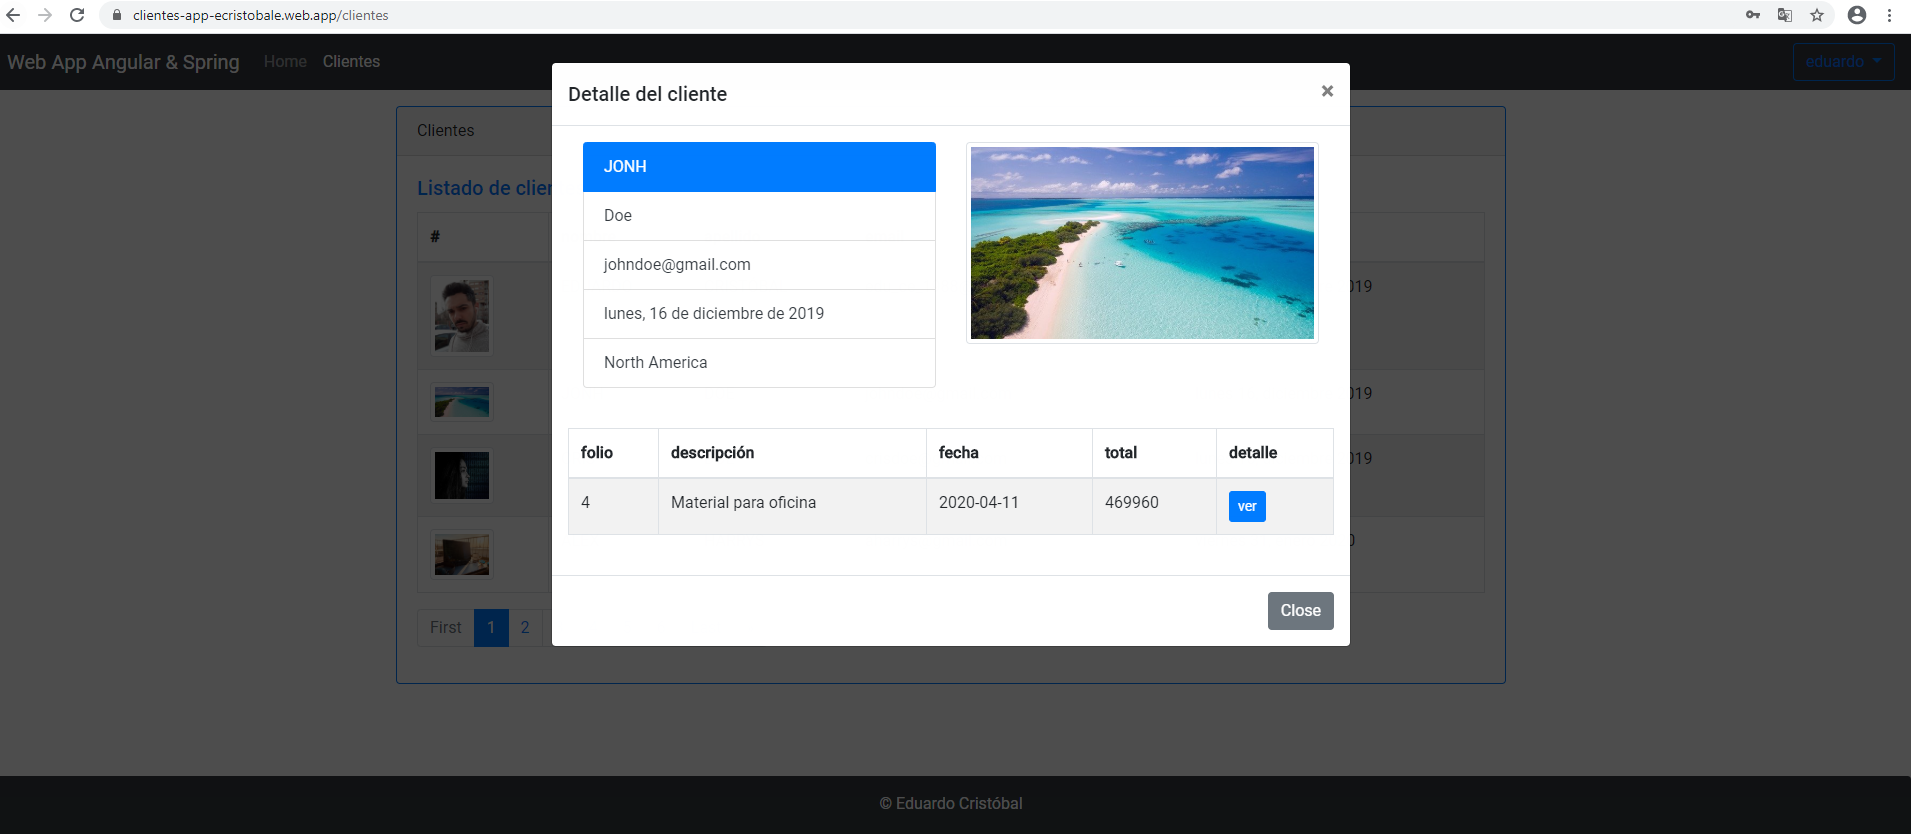 clientes-app-ecristobale.web.app/clientes
Web App Angular & Spring Home Clientes eduardo
Clientes
Listado de clien
#
019
019
019
0
First 1 2
Detalle del cliente ×
JONH
Doe
johndoe@gmail.com
lunes, 16 de diciembre de 2019
North America
folio descripción fecha total detalle
4 Material para oficina 2020-04-11 469960 ver
Close
© Eduardo Cristóbal